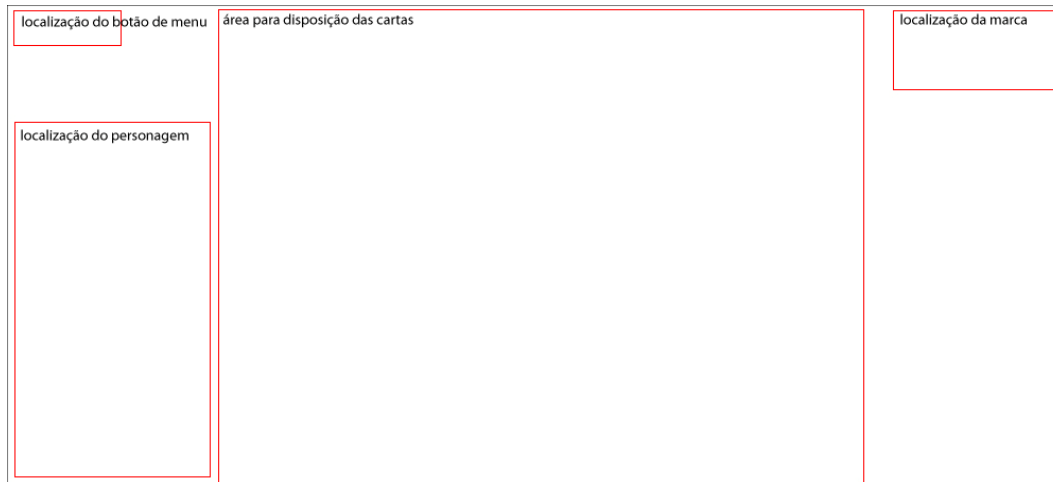 localização do botão de menu
área para disposição das cartas
localização da marca
localização do personagem